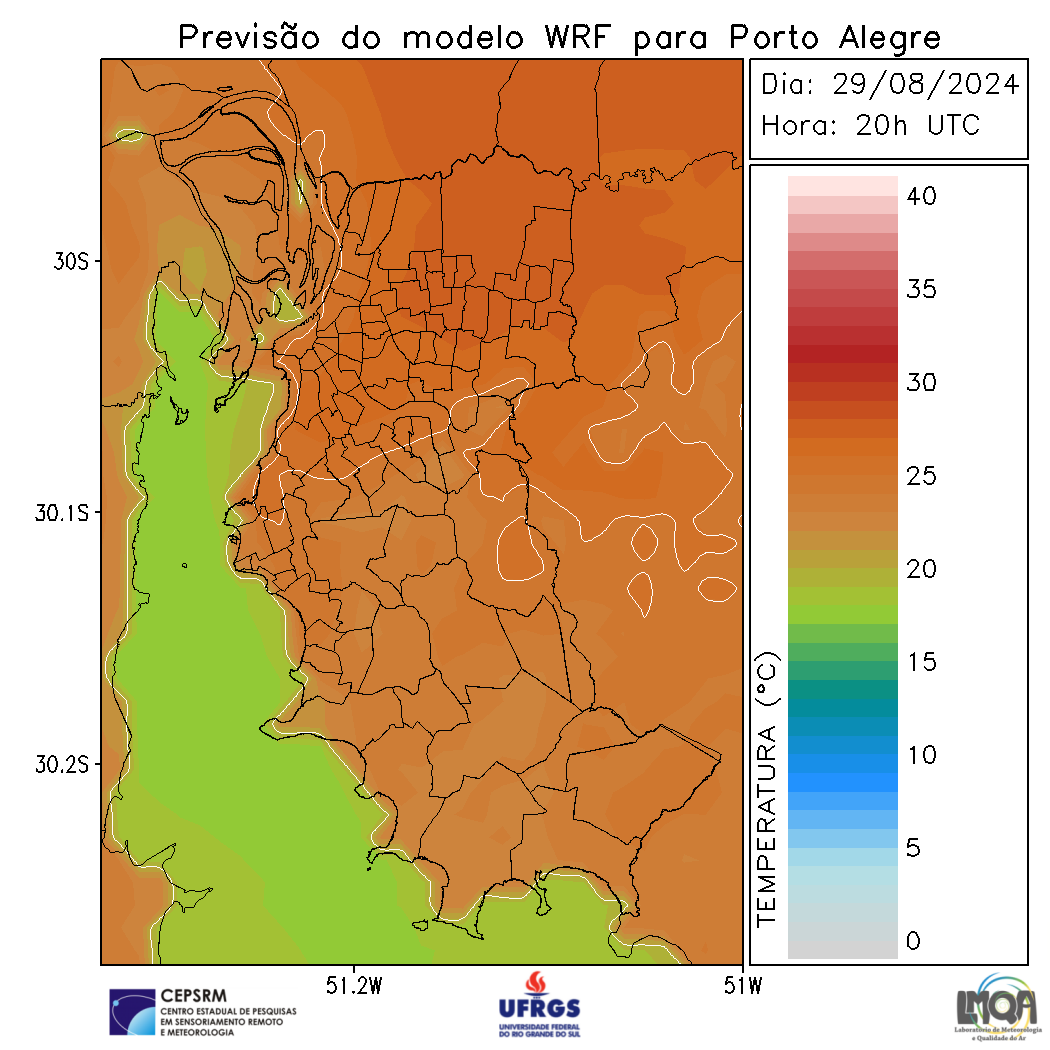 Previsão do modelo WRF para Porto Alegre
Dia: 29/08/2024
Hora: 20h UTC
30S
30.1S
30.2S
51.2W
51W
TEMPERATURA (°C)
40
35
30
25
20
15
10
5
0
CEPSRM
CENTRO ESTADUAL DE PESQUISAS
EM SENSORIAMENTO REMOTO
E METEOROLOGIA
UFRGS
UNIVERSIDADE FEDERAL
DO RIO GRANDE DO SUL
LMQA
Laboratório de Meteorologia
e Qualidade do Ar